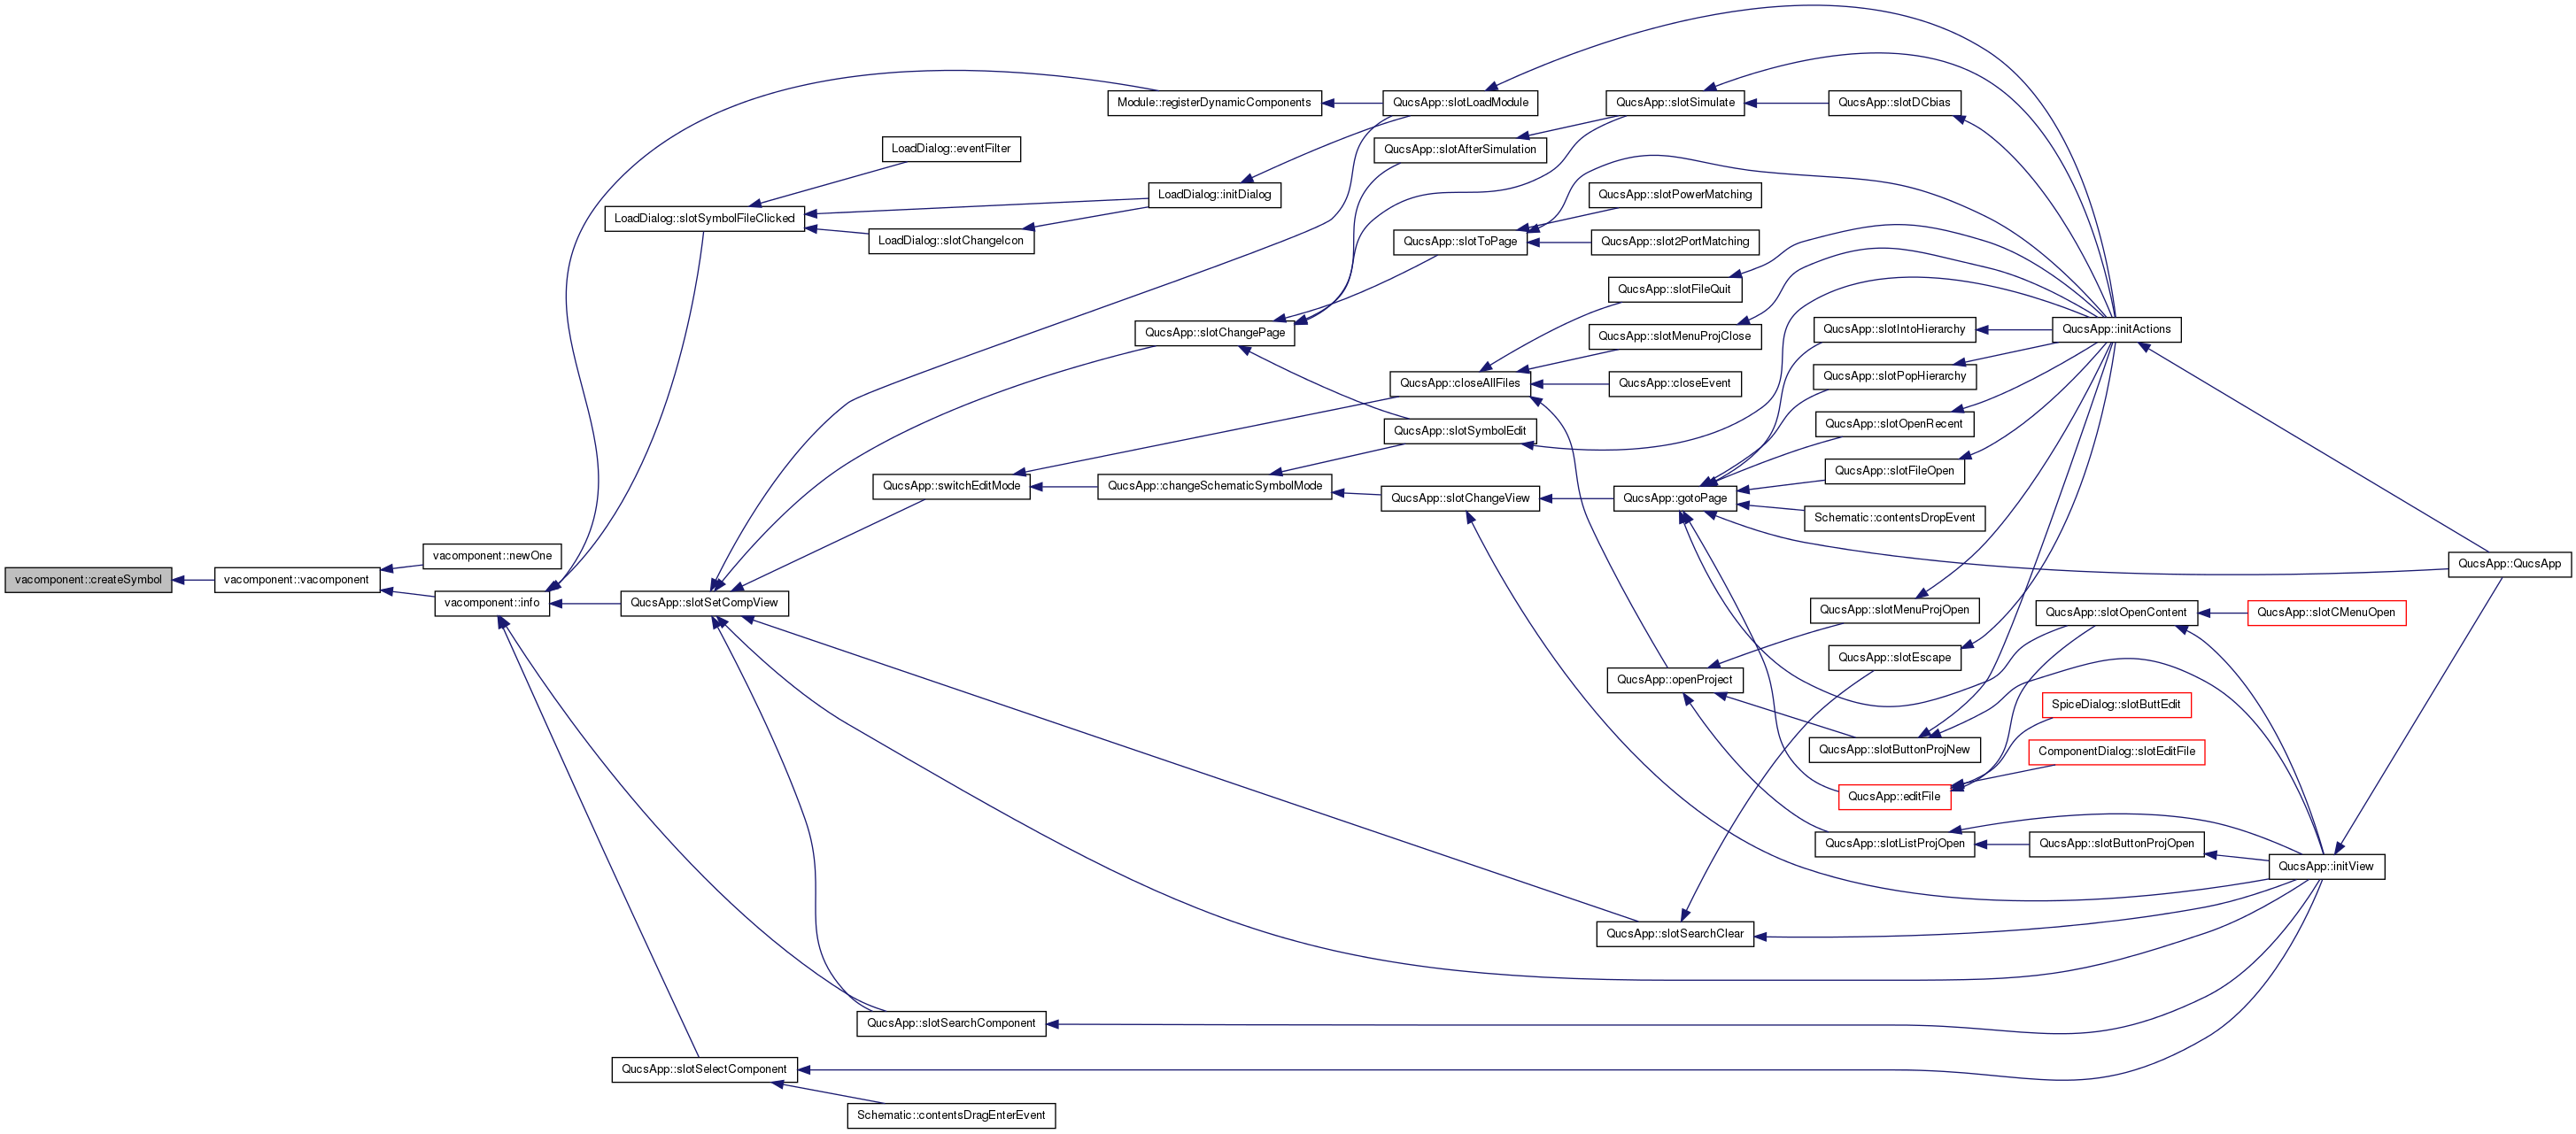 vacomponent::createSymbol
vacomponent::vacomponent
vacomponent::newOne
vacomponent::info
Module::registerDynamicComponents
LoadDialog::eventFilter
LoadDialog::slotSymbolFileClicked
LoadDialog::slotChangeIcon
LoadDialog::initDialog
QucsApp::slotSetCompView
QucsApp::slotChangePage
QucsApp::switchEditMode
QucsApp::changeSchematicSymbolMode
QucsApp::slotSearchComponent
QucsApp::slotSelectComponent
Schematic::contentsDragEnterEvent
QucsApp::slotLoadModule
QucsApp::slotAfterSimulation
QucsApp::slotToPage
QucsApp::closeAllFiles
QucsApp::slotSymbolEdit
QucsApp::slotChangeView
QucsApp::slotSimulate
QucsApp::slotPowerMatching
QucsApp::slot2PortMatching
QucsApp::slotFileQuit
QucsApp::slotMenuProjClose
QucsApp::closeEvent
QucsApp::gotoPage
QucsApp::openProject
QucsApp::slotSearchClear
QucsApp::slotDCbias
QucsApp::slotIntoHierarchy
QucsApp::slotPopHierarchy
QucsApp::slotOpenRecent
QucsApp::slotFileOpen
Schematic::contentsDropEvent
QucsApp::slotMenuProjOpen
QucsApp::slotEscape
QucsApp::slotButtonProjNew
QucsApp::editFile
QucsApp::slotListProjOpen
QucsApp::initActions
QucsApp::slotOpenContent
SpiceDialog::slotButtEdit
ComponentDialog::slotEditFile
QucsApp::slotButtonProjOpen
QucsApp::slotCMenuOpen
QucsApp::initView
QucsApp::QucsApp